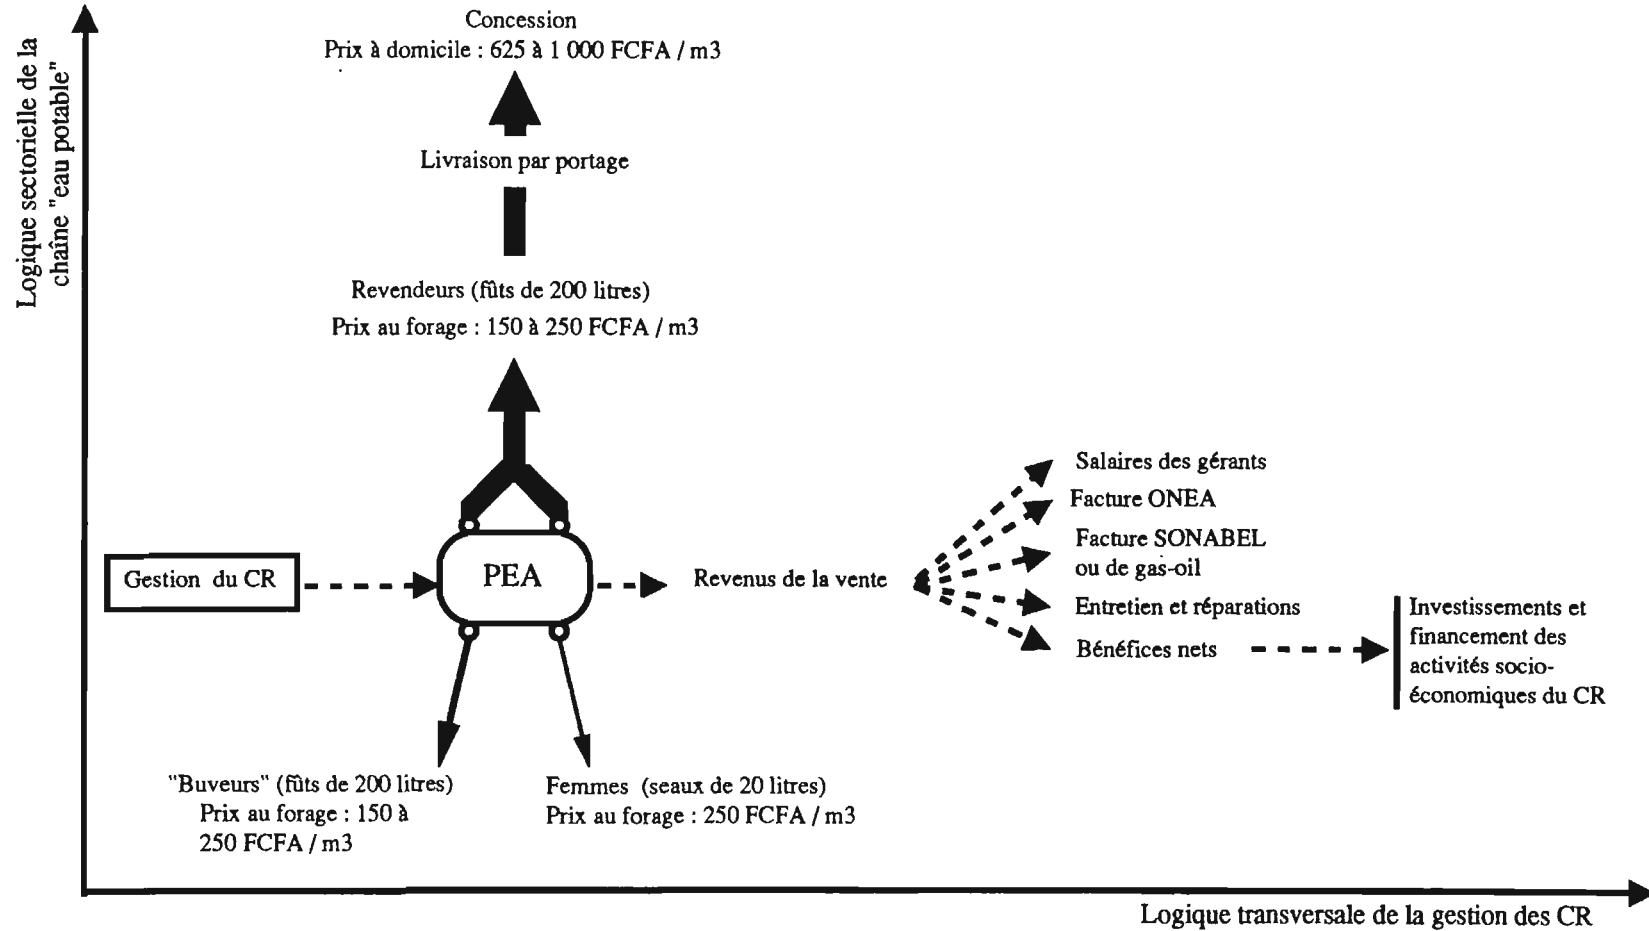 Logique sectorielle de la
chaîne "eau potable"
Concession
Prix à domicile : 625 à 1 000 FCFA / m3
Livraison par portage
Revendeurs (fûts de 200 litres)
Prix au forage : 150 à 250 FCFA / m3
Gestion du CR
PEA
Revenus de la vente
Salaires des gérants
Facture ONEA
Facture SONABEL
ou de gas-oil
Entretien et réparations
Bénéfices nets
Investissements et
financement des
activités socio-
économiques du CR
"Buveurs" (fûts de 200 litres)
Prix au forage : 150 à
250 FCFA / m3
Femmes (seaux de 20 litres)
Prix au forage : 250 FCFA / m3
Logique transversale de la gestion des CR